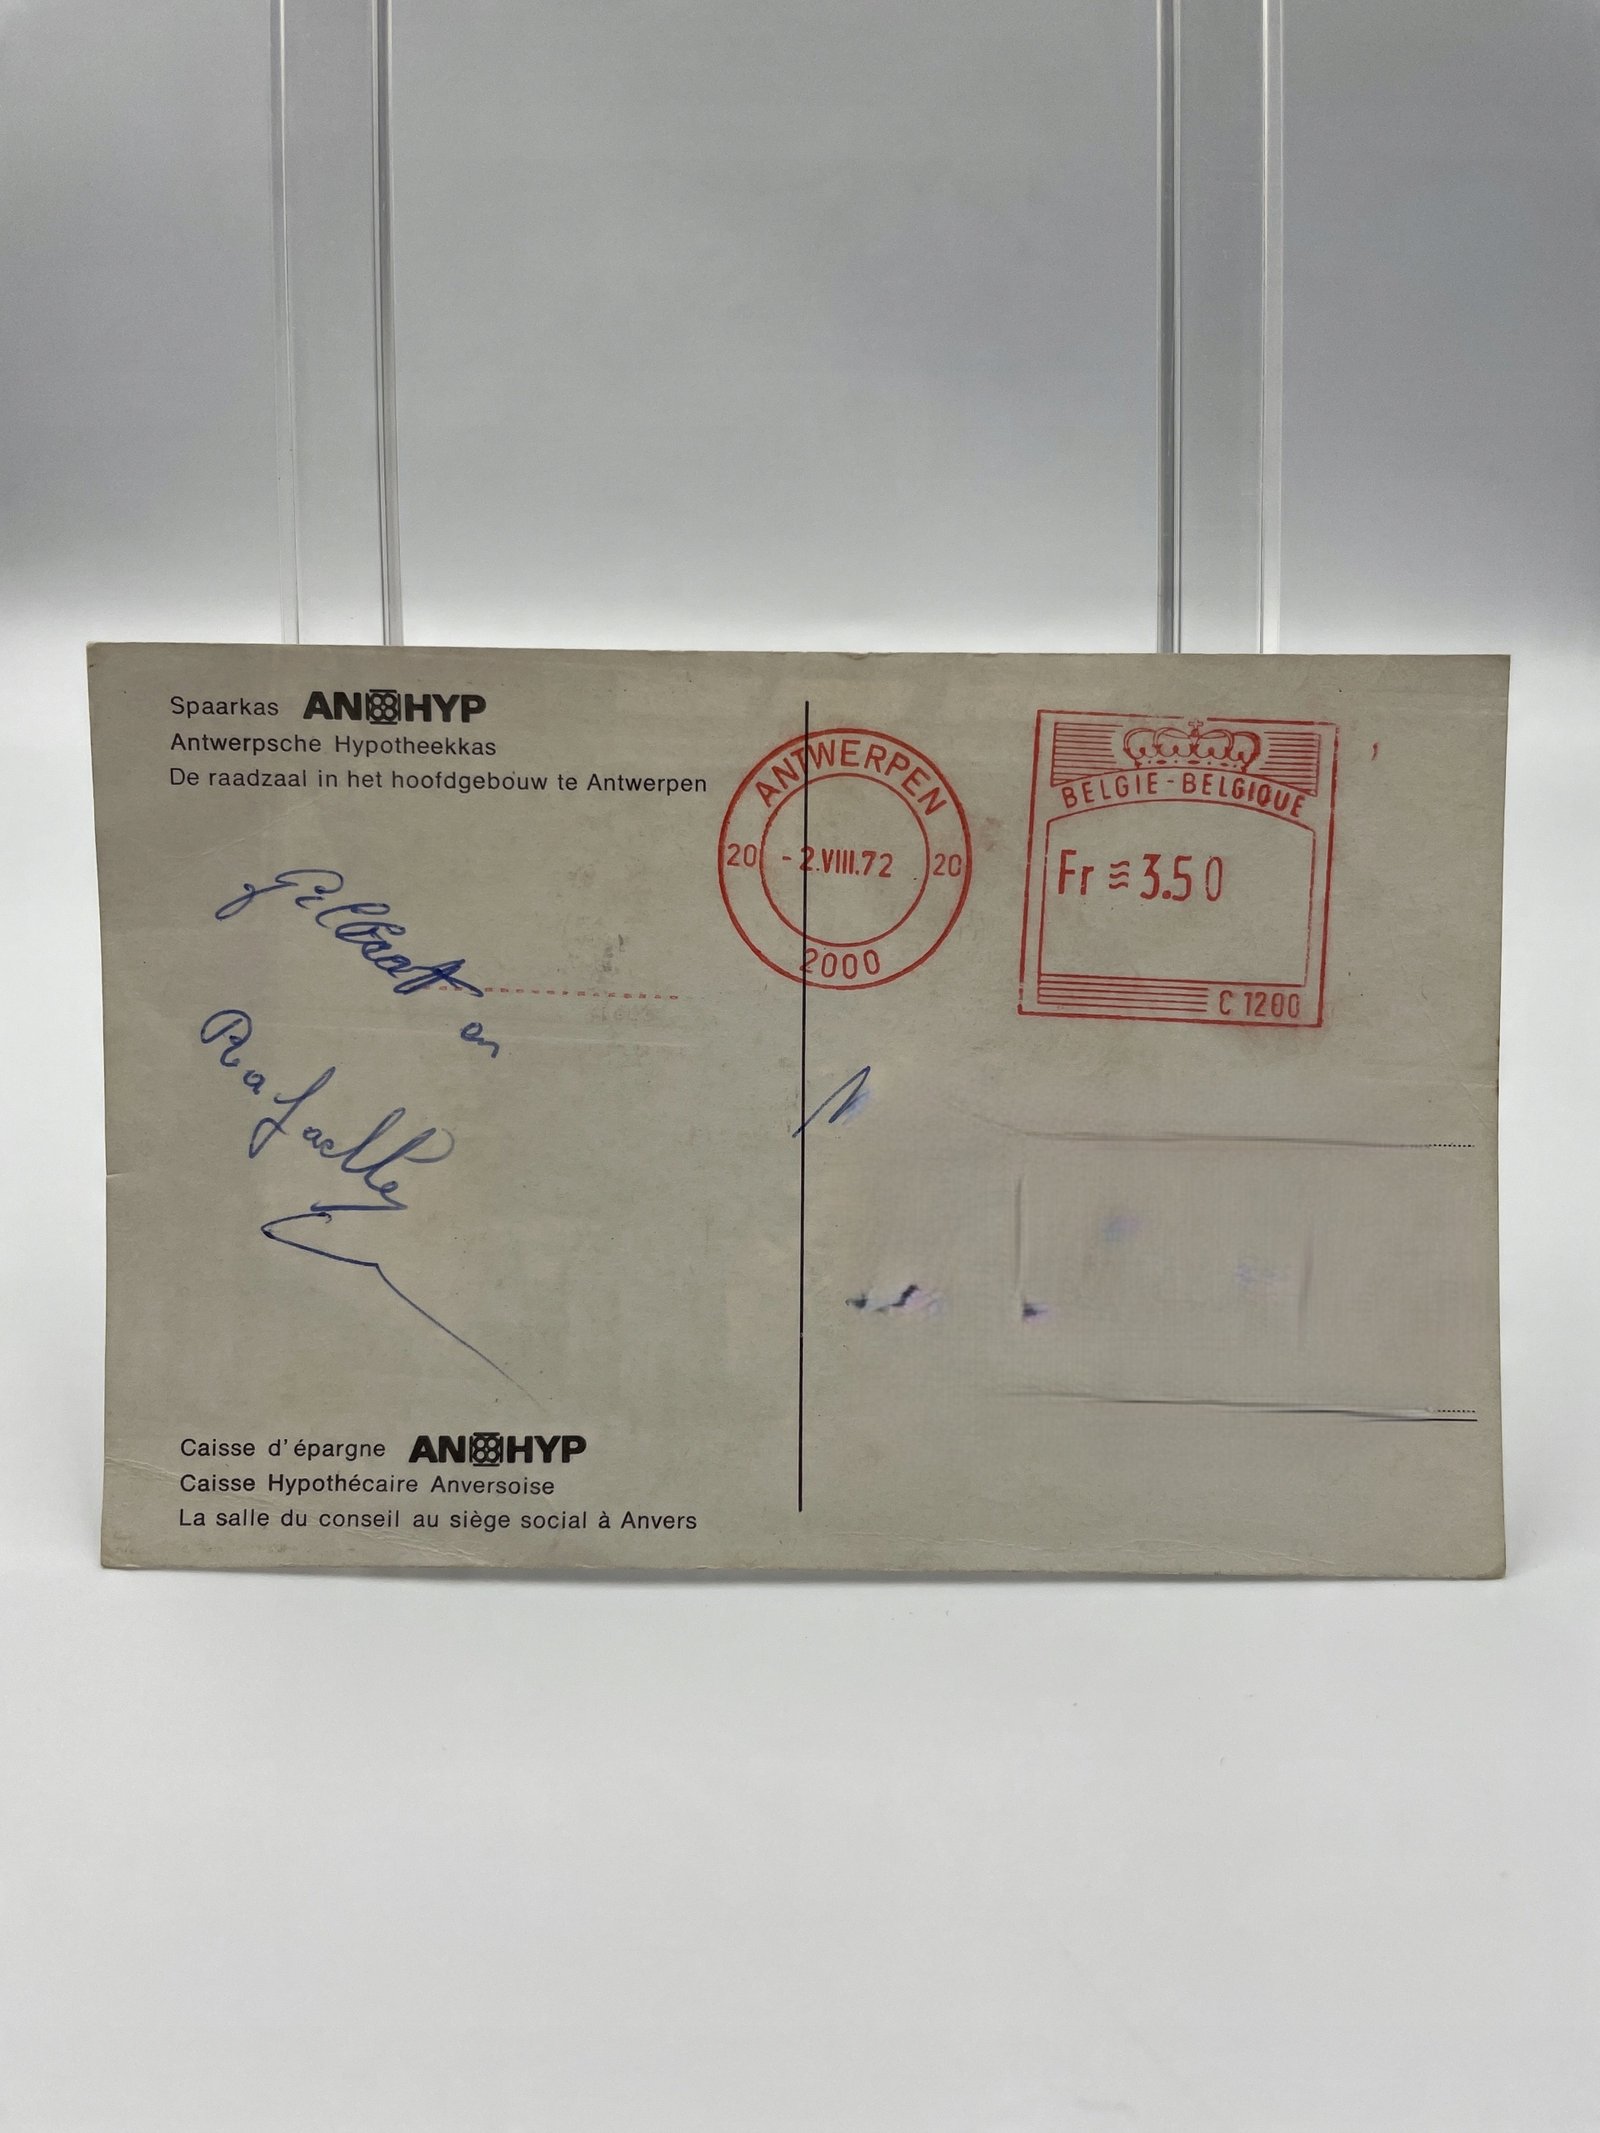 Spaarkas ANHYP
Antwerpsche Hypotheekkas
De raadzaal in het hoofdgebouw te Antwerpen
ANTWERPEN
20 - 2.VIII.72 20
2000
BELGIE - BELGIQUE
Fr 3.50
C 1200
en
Rafaelle
Caisse d'épargne ANHYP
Caisse Hypothécaire Anversoise
La salle du conseil au siège social à Anvers